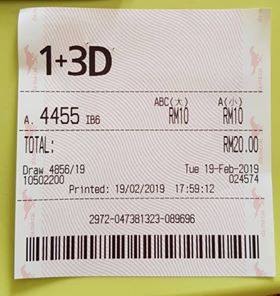 1+3D
ABC(大) A(小)
A. 4455 IB6 RM10 RM10
TOTAL: RM20.00
Draw 4856/19 Tue 19-Feb-2019
10502200 024574
Printed: 19/02/2019 17:59:12
2972-047381323-089696